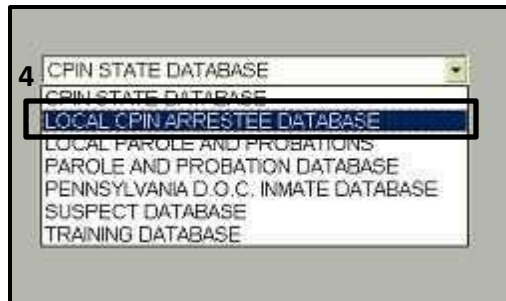 4
CPIN STATE DATABASE
CPIN STATE DATABASE
LOCAL CPIN ARRESTEE DATABASE
LOCAL PAROLE AND PROBATIONS
PAROLE AND PROBATION DATABASE
PENNSYLVANIA D.O.C. INMATE DATABASE
SUSPECT DATABASE
TRAINING DATABASE